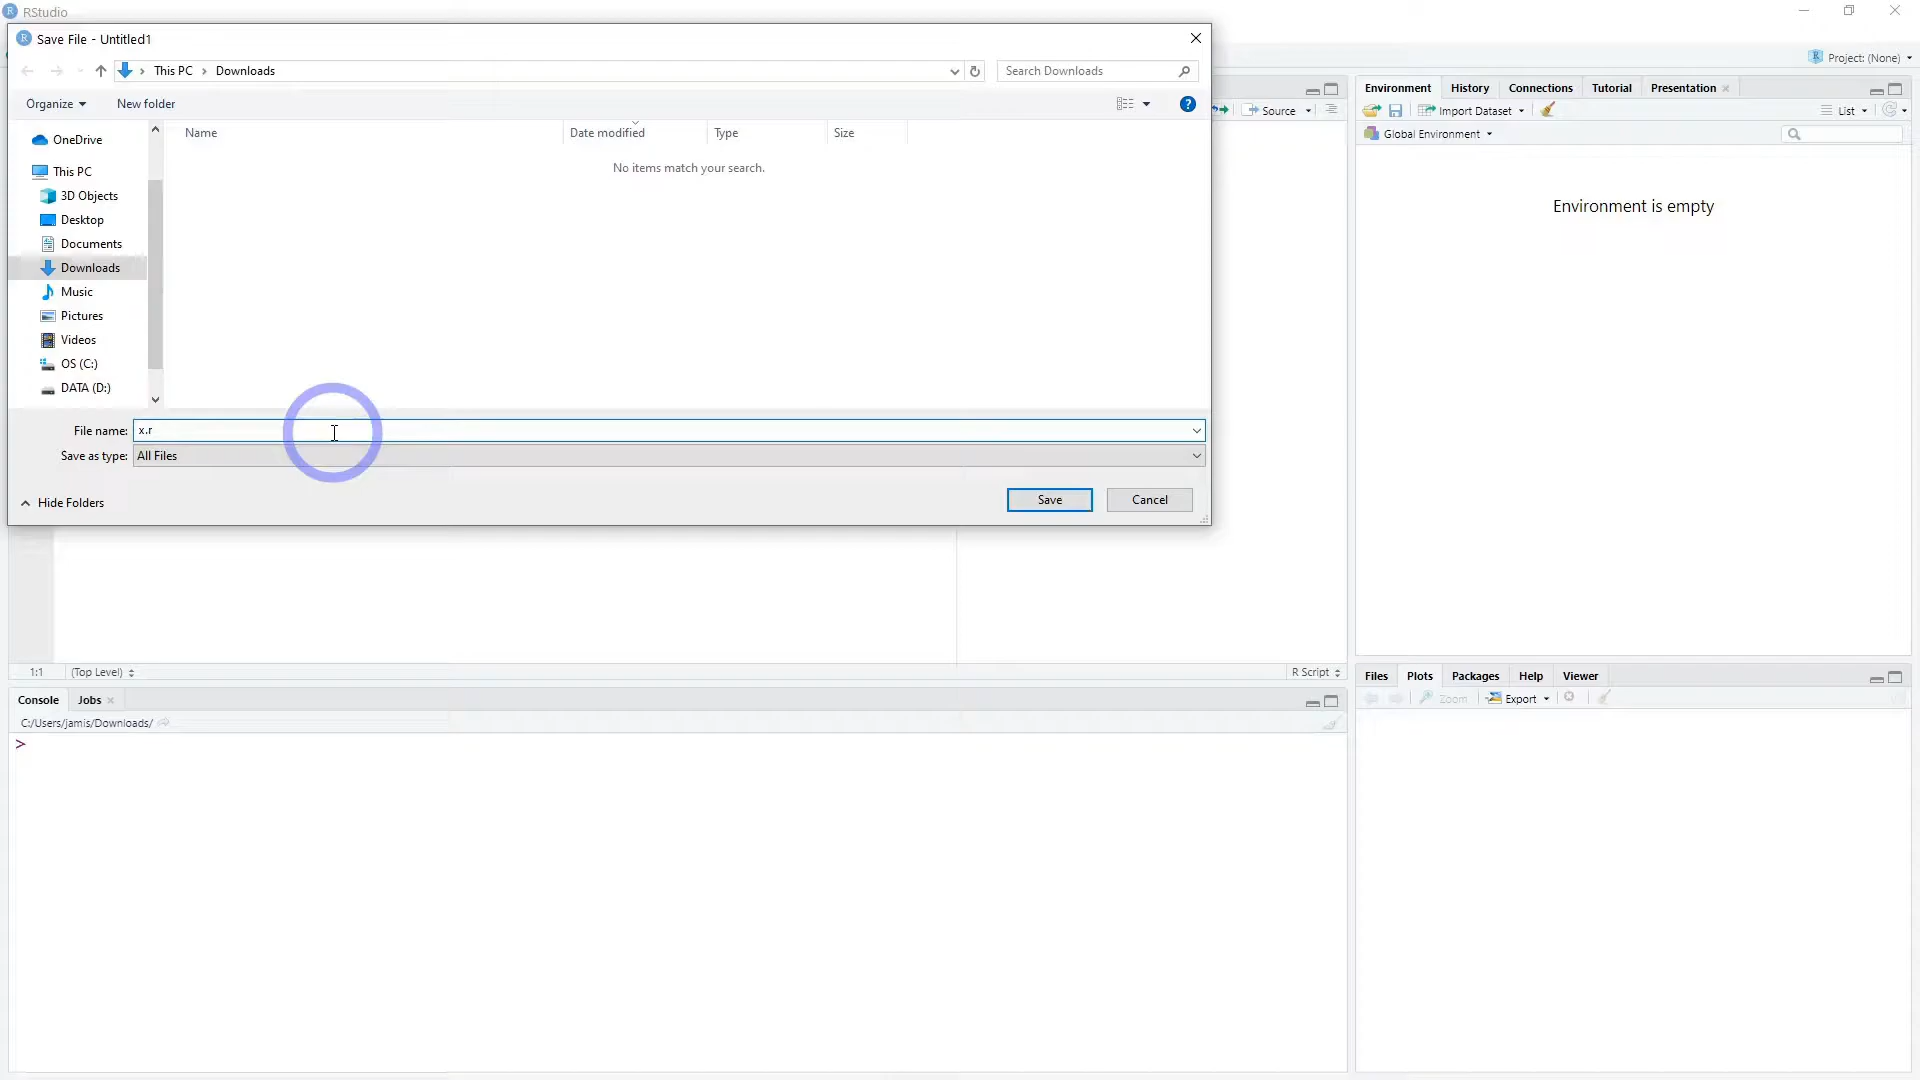 RStudio
Save File - Untitled1
This PC > Downloads
Search Downloads
Project: (None)
Organize
New folder
Source
Name
Date modified
Type
Size
No items match your search.
OneDrive
This PC
3D Objects
Desktop
Documents
Downloads
Music
Pictures
Videos
OS (C:)
DATA (D:)
File name: x.r
Save as type: All Files
Hide Folders
Save
Cancel
Environment
History
Connections
Tutorial
Presentation
Import Dataset
List
Global Environment
Environment is empty
1:1
(Top Level)
R Script
Console
Jobs
C:/Users/jamis/Downloads/
>
Files
Plots
Packages
Help
Viewer
Zoom
Export